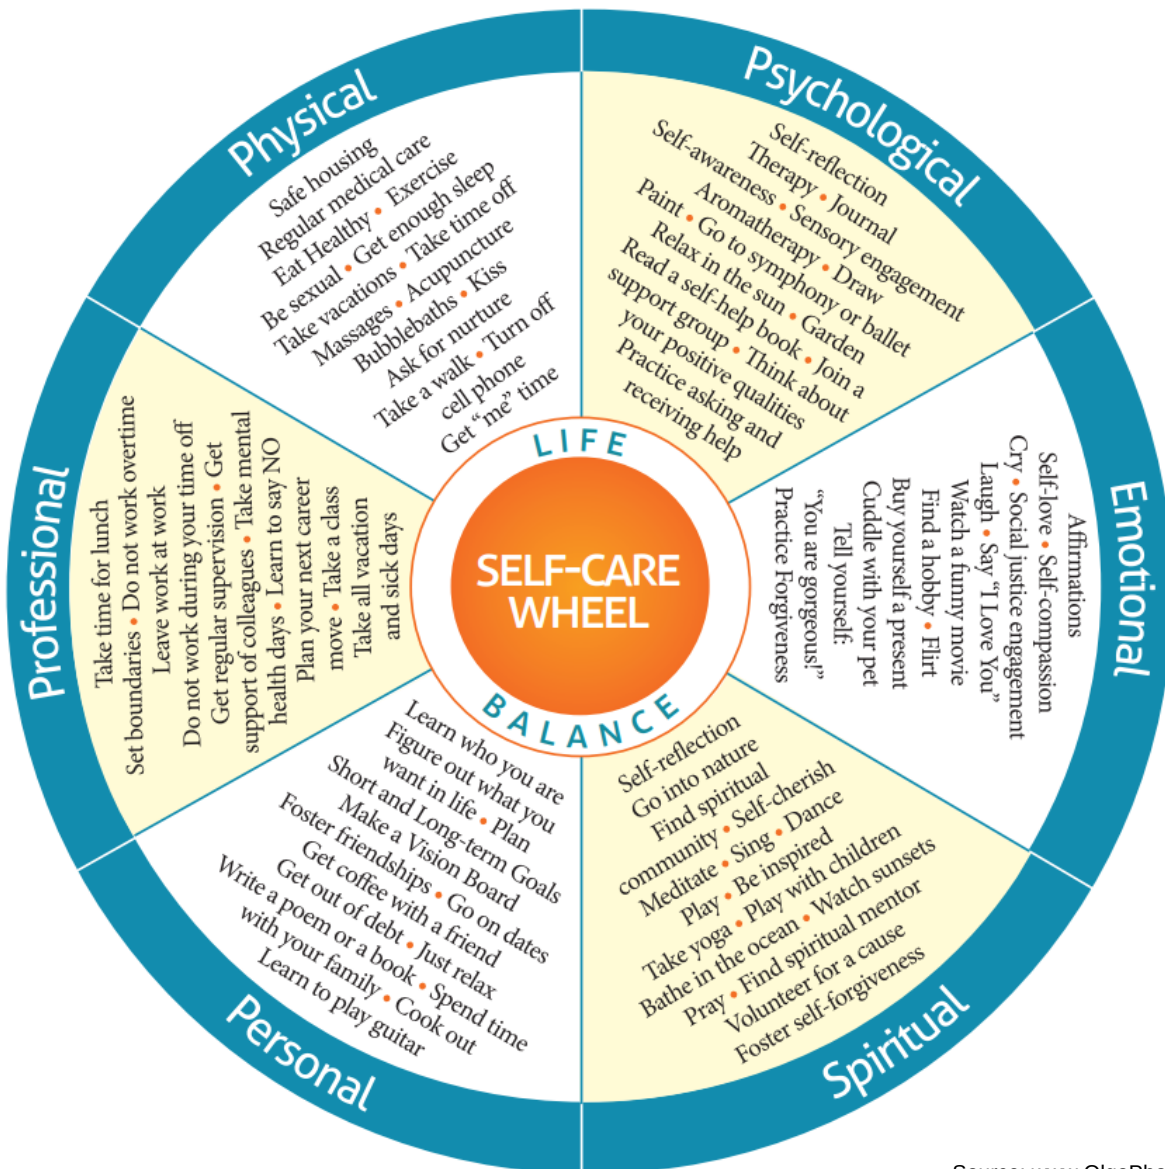 Physical
Safe housing
Regular medical care
Eat Healthy • Exercise
Be sexual • Get enough sleep
Take vacations • Take time off
Massages • Acupuncture
Bubblebaths • Kiss
Ask for nurture
Take a walk • Turn off
cell phone
Get “me” time
Psychological
Self-reflection
Therapy • Journal
Self-awareness • Sensory engagement
Aromatherapy • Draw
Paint • Go to symphony or ballet
Relax in the sun • Garden
Read a self-help book • Join a
support group • Think about
your positive qualities
Practice asking and
receiving help
Emotional
Affirmations
Self-love • Self-compassion
Cry • Social justice engagement
Laugh • Say “I Love You”
Watch a funny movie
Find a hobby • Flirt
Buy yourself a present
Cuddle with your pet
Tell yourself:
“You are gorgeous!”
Practice Forgiveness
Spiritual
Self-reflection
Go into nature
Find spiritual
community • Self-cherish
Meditate • Sing • Dance
Play • Be inspired
Take yoga • Play with children
Bathe in the ocean • Watch sunsets
Pray • Find spiritual mentor
Volunteer for a cause
Foster self-forgiveness
Personal
Learn who you are
Figure out what you
want in life • Plan
Short and Long-term Goals
Make a Vision Board
Foster friendships • Go on dates
Get coffee with a friend
Get out of debt • Just relax
Write a poem or a book • Spend time
with your family • Cook out
Learn to play guitar
Professional
Take time for lunch
Set boundaries • Do not work overtime
Leave work at work
Do not work during your time off
Get regular supervision • Get
support of colleagues • Take mental
health days • Learn to say NO
Plan your next career
move • Take a class
Take all vacation
and sick days
LIFE
SELF-CARE
WHEEL
BALANCE